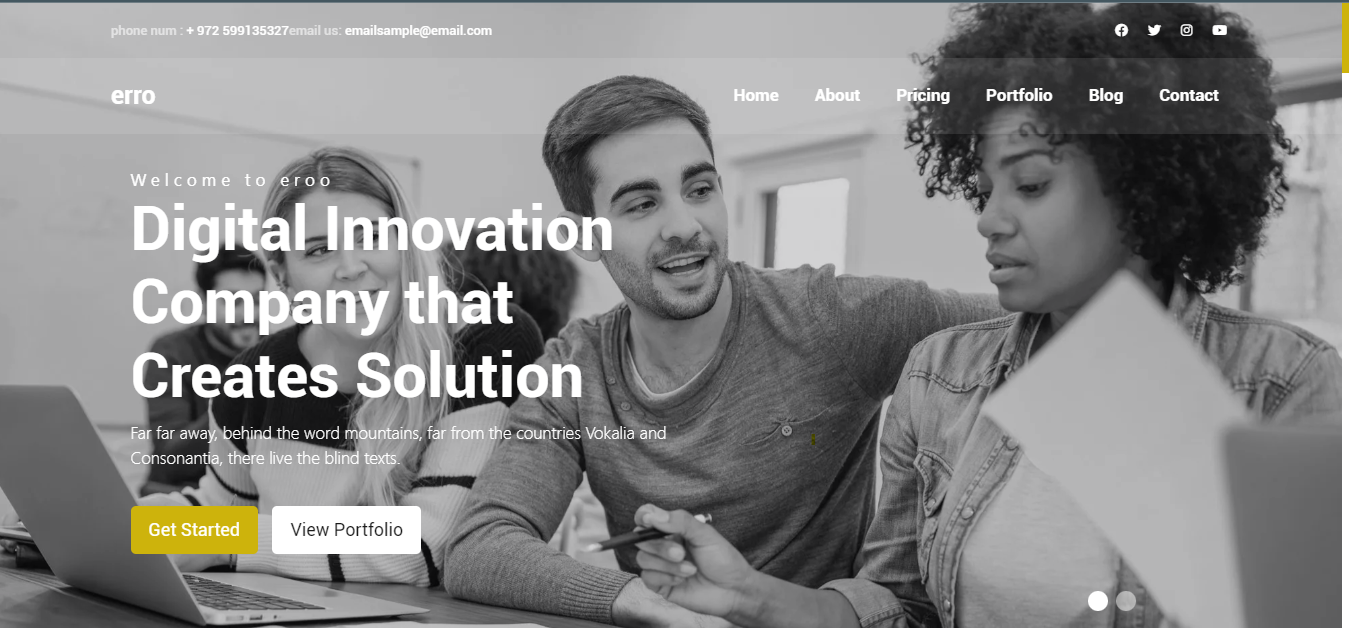 phone num : + 972 599135327email us: emailsample@email.com
erro
Home About Pricing Portfolio Blog Contact
Welcome to eroo
Digital Innovation
Company that
Creates Solution
Far far away, behind the word mountains, far from the countries Vokalia and
Consonantia, there live the blind texts.
Get Started View Portfolio